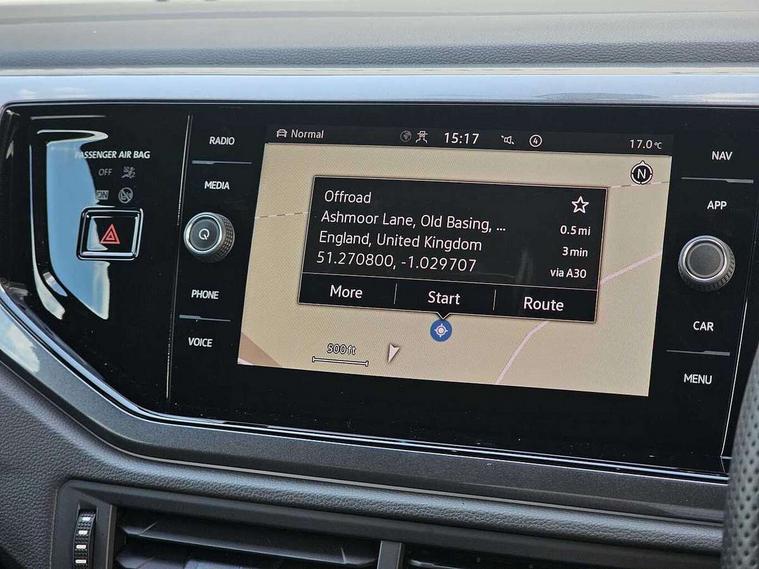 PASSENGER AIR BAG
OFF
ON
RADIO
MEDIA
PHONE
VOICE
Normal
15:17
4
17.0°C
N
Offroad
Ashmoor Lane, Old Basing, ...
England, United Kingdom
51.270800, -1.029707
0.5 mi
3 min
via A30
More
Start
Route
500 ft
NAV
APP
CAR
MENU